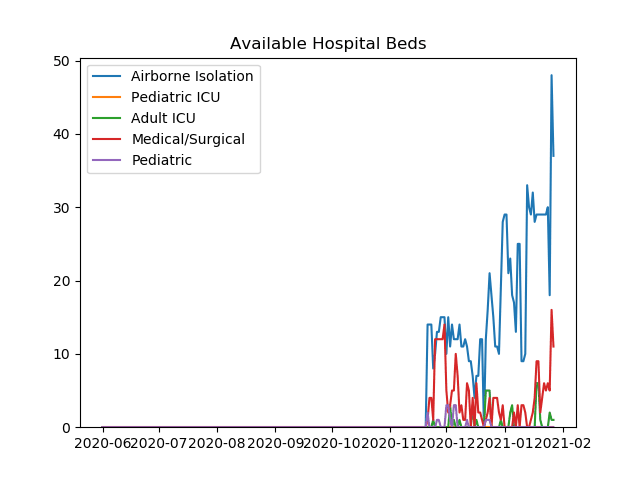 Available Hospital Beds
50
40
30
20
10
0
Airborne Isolation
Pediatric ICU
Adult ICU
Medical/Surgical
Pediatric
2020-06 2020-07 2020-08 2020-09 2020-10 2020-11 2020-12 2021-01 2021-02